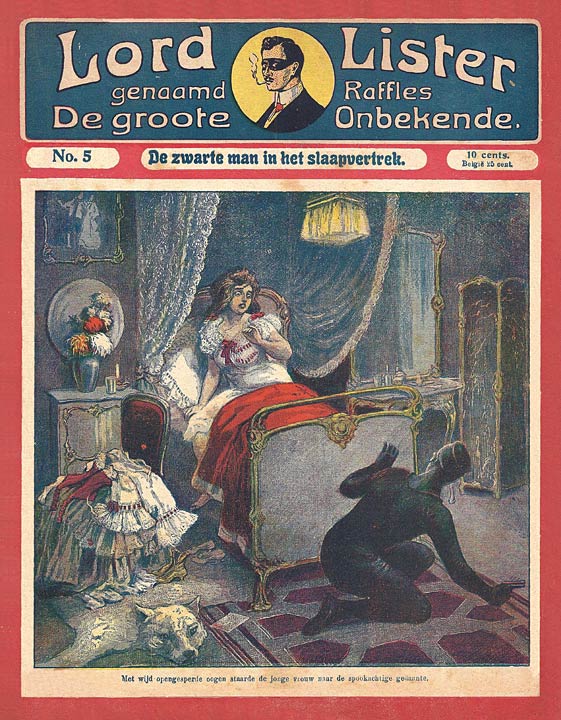 Lord Lister
genaamd Raffles
De groote Onbekende.
No. 5
De zwarte man in het slaapvertrek.
10 cents.
België 25 cent.
Met wijd opengesperde oogen staarde de jonge vrouw naar de spookachtige gedaante.